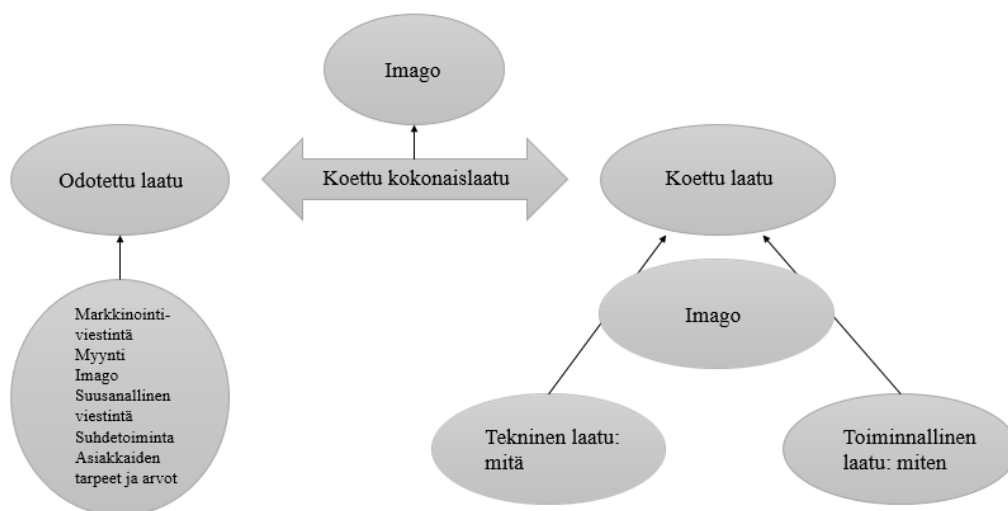 Imago
Odotettu laatu
Koettu kokonaislaatu
Koettu laatu
Markkinointi-
viestintä
Myynti
Imago
Suusanallinen
viestintä
Suhdetoiminta
Asiakkaiden
tarpeet ja arvot
Imago
Tekninen laatu:
mitä
Toiminnallinen
laatu: miten